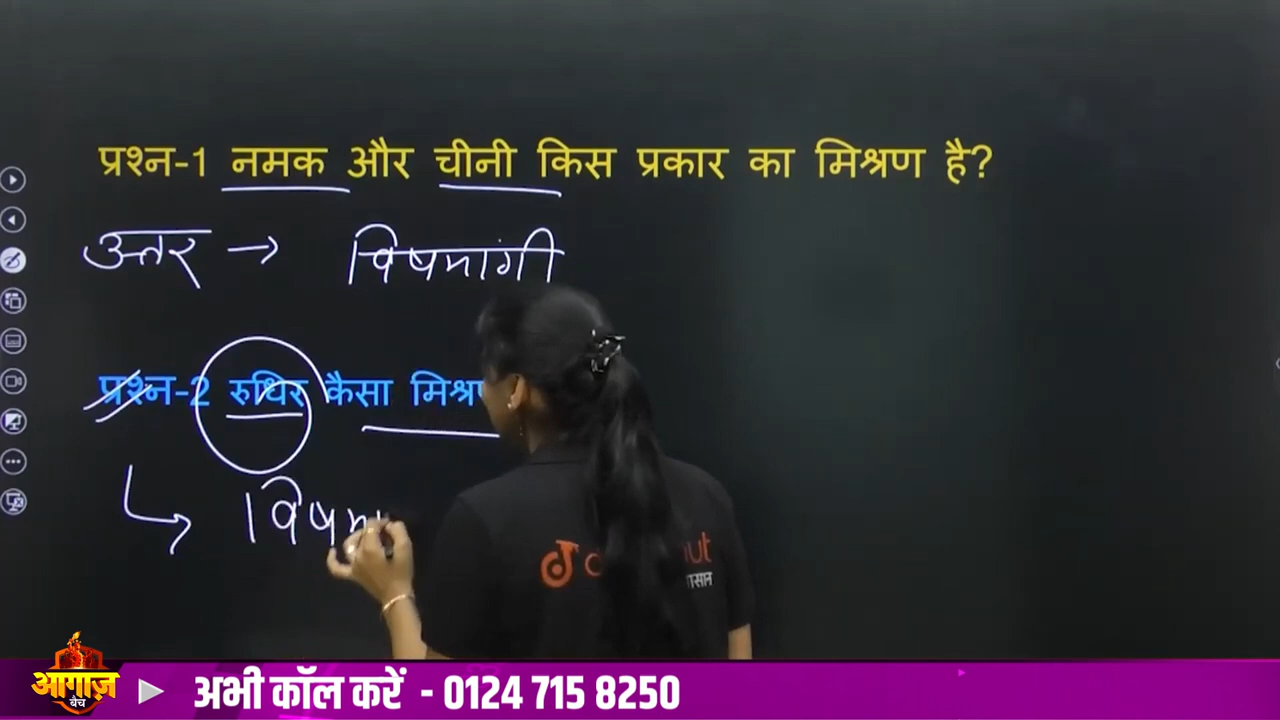 प्रश्न-1 नमक और चीनी किस प्रकार का मिश्रण है?
उत्तर → विषमांगी
प्रश्न-2 रुधिर कैसा
↳ विषम
आगाज़
बैच
अभी कॉल करें - 0124 715 8250